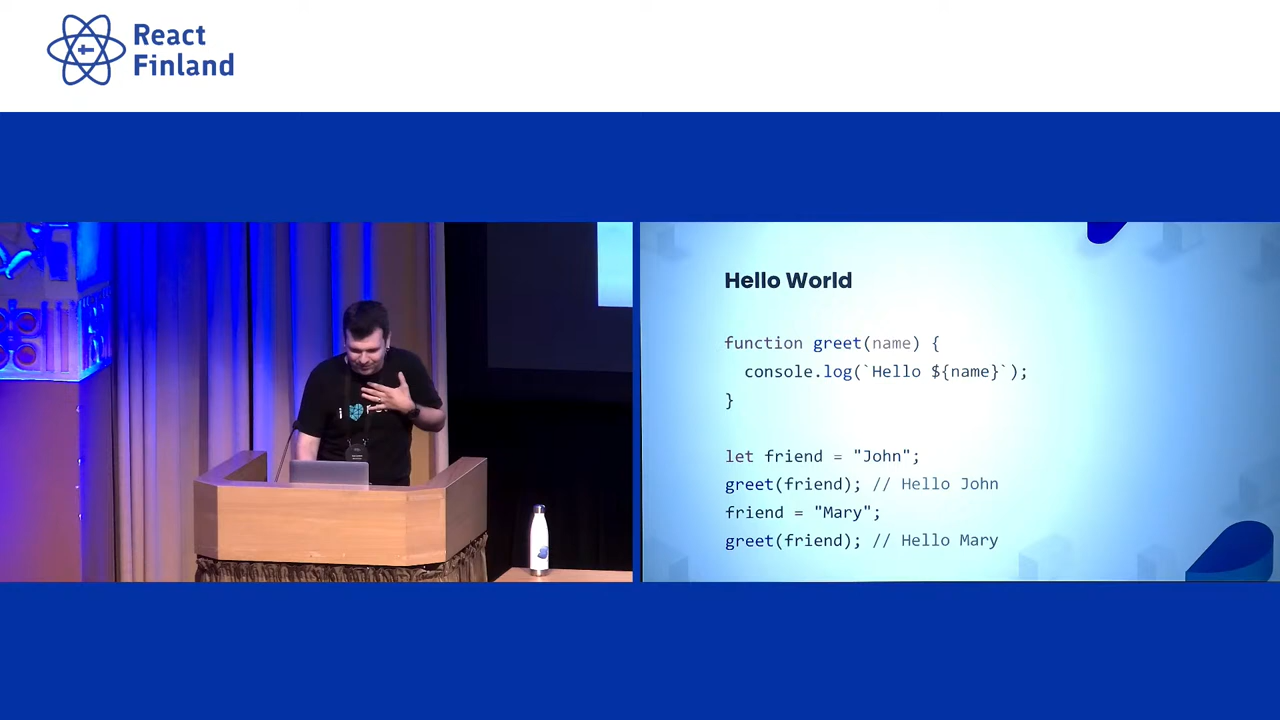 React
Finland
i
Hello World
function greet(name) {
  console.log(`Hello ${name}`);
}
let friend = "John";
greet(friend); // Hello John
friend = "Mary";
greet(friend); // Hello Mary